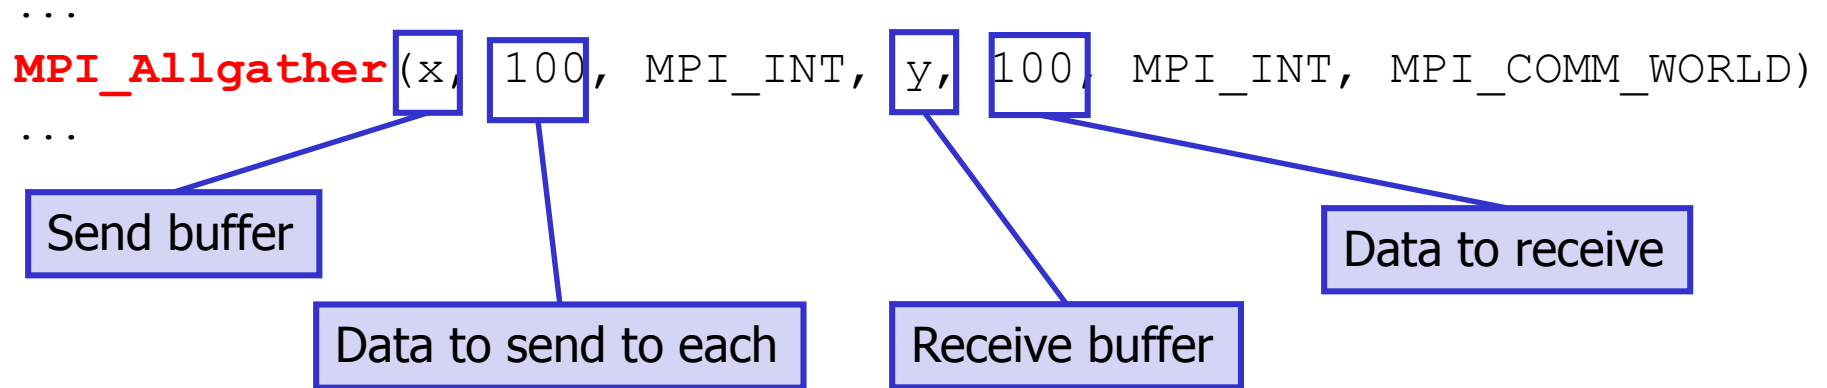 ...
MPI_Allgather(x, 100, MPI_INT, y, 100, MPI_INT, MPI_COMM_WORLD)
...
Send buffer
Data to receive
Data to send to each
Receive buffer